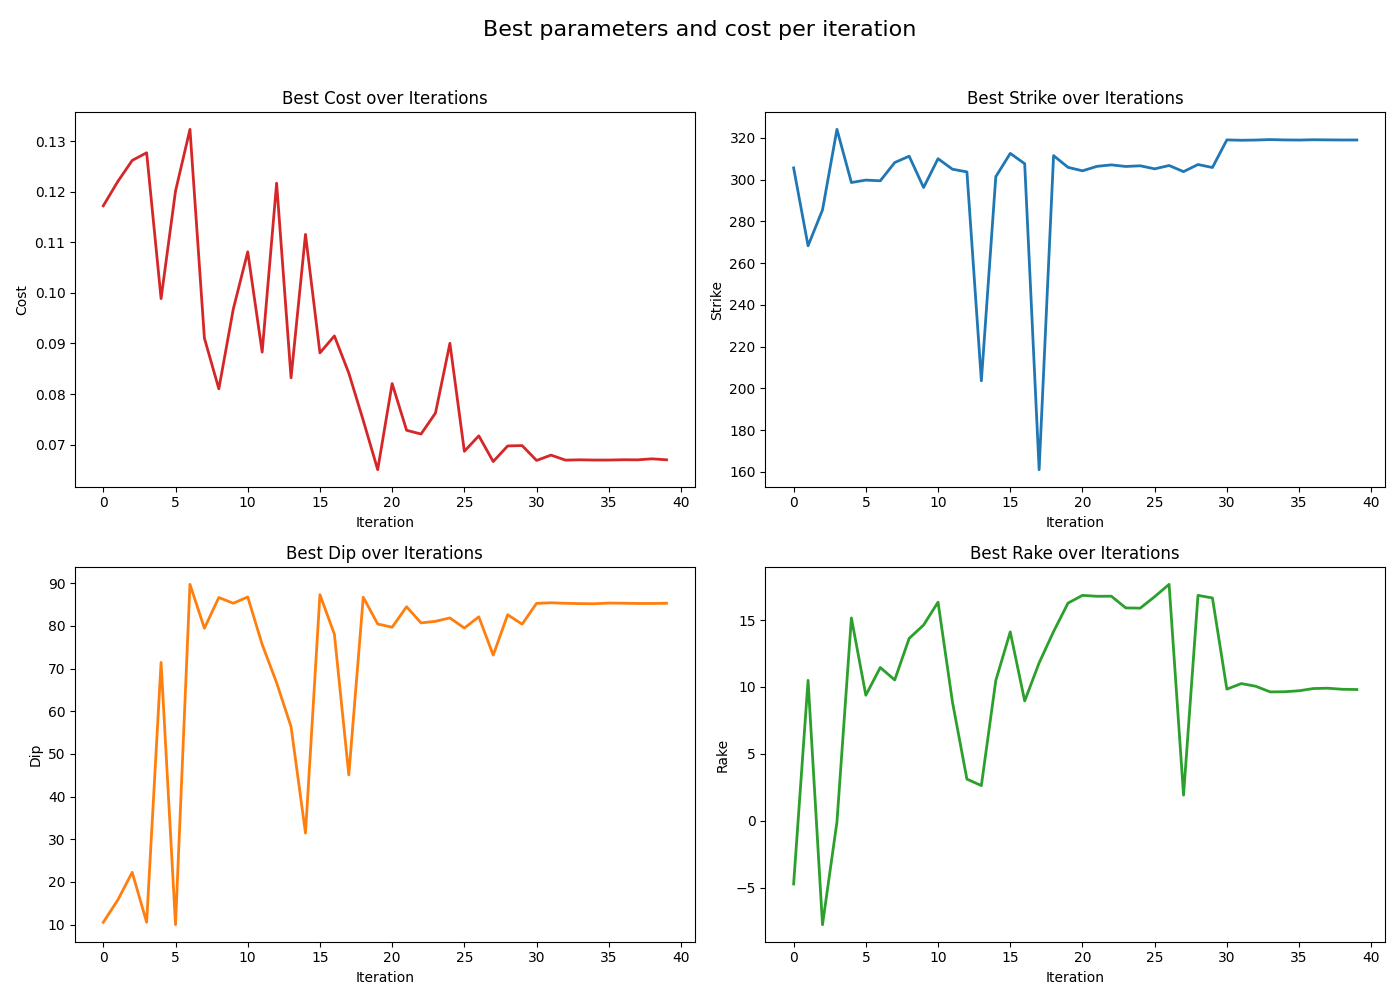 Best parameters and cost per iteration
Best Cost over Iterations
0.13
0.12
0.11
0.10
0.09
0.08
0.07
Cost
0 5 10 15 20 25 30 35 40
Iteration
Best Strike over Iterations
320
300
280
260
240
220
200
180
160
Strike
0 5 10 15 20 25 30 35 40
Iteration
Best Dip over Iterations
90
80
70
60
50
40
30
20
10
Dip
0 5 10 15 20 25 30 35 40
Iteration
Best Rake over Iterations
15
10
5
0
−5
Rake
0 5 10 15 20 25 30 35 40
Iteration